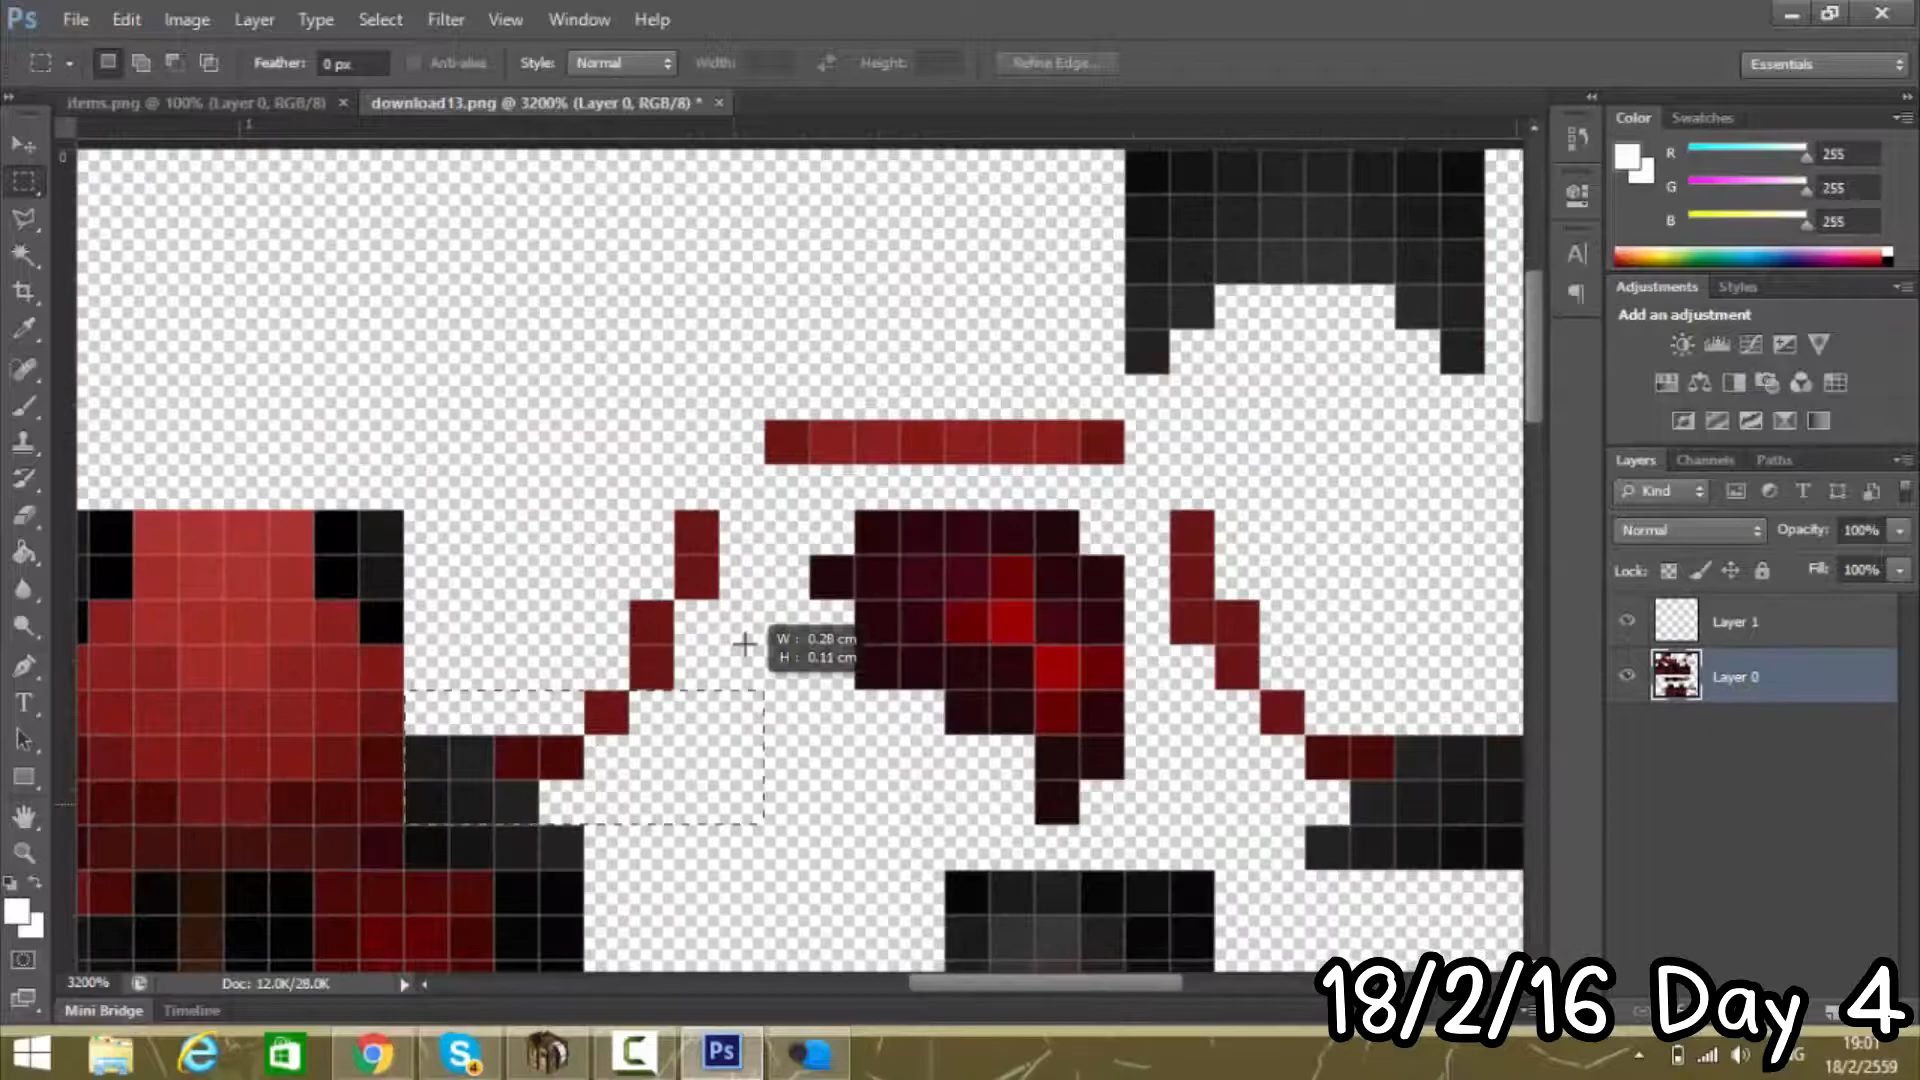 Ps File Edit Image Layer Type Select Filter View Window Help
Feather: 0 px Anti-alias Style: Normal Width: Height: Refine Edge... Essentials
items.png @ 100% (Layer 0, RGB/8) × download13.png @ 3200% (Layer 0, RGB/8) * ×
1
0
Color Swatches
R 255
G 255
B 255
Adjustments Styles
Add an adjustment
Layers Channels Paths
Kind
Normal Opacity: 100%
Lock: Fill: 100%
Layer 1
Layer 0
W : 0.28 cm
H : 0.11 cm
3200% Doc: 12.0K/28.0K
Mini Bridge Timeline
18/2/16 Day 4
19:01
18/2/2559